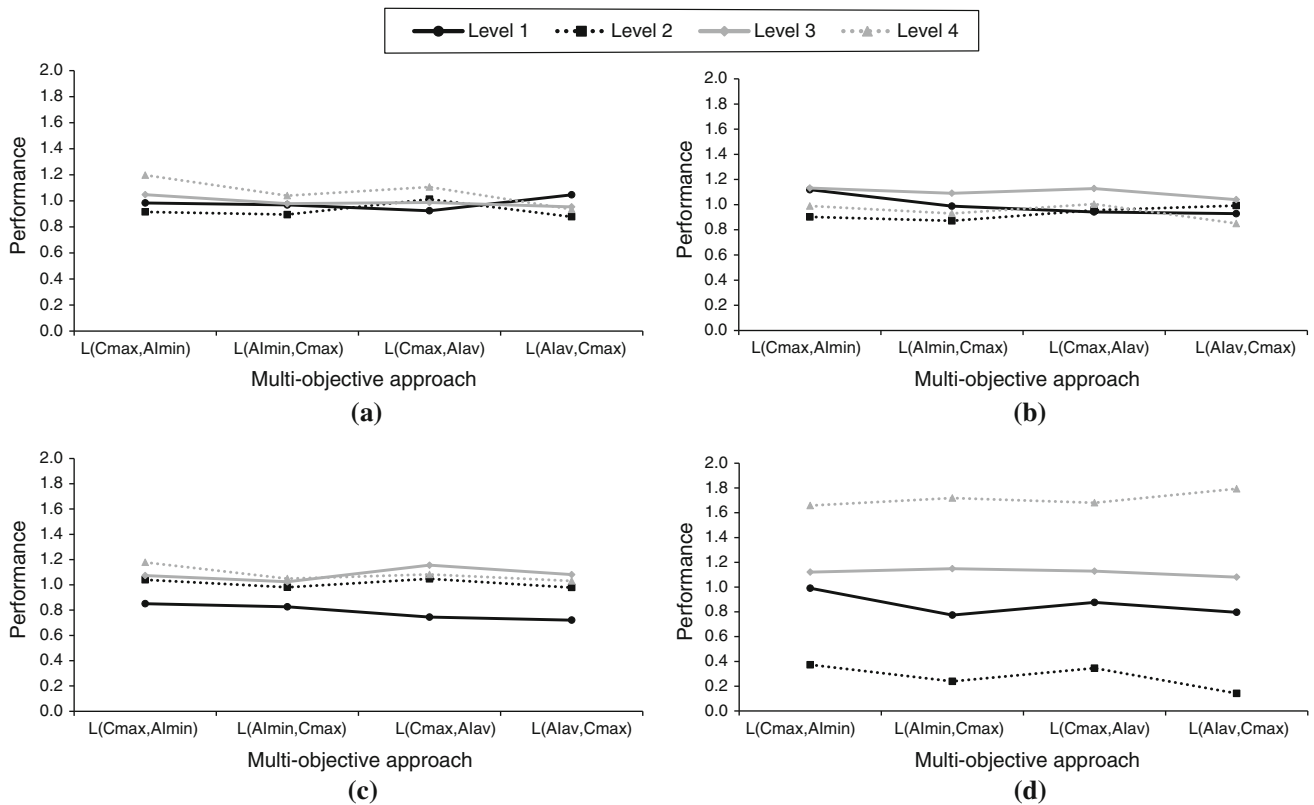 Level 1 Level 2 Level 3 Level 4
2.0
1.8
1.6
1.4
1.2
1.0
0.8
0.6
0.4
0.2
0.0
Performance
L(Cmax,AImin) L(AImin,Cmax) L(Cmax,AIav) L(AIav,Cmax)
Multi-objective approach
(a)
2.0
1.8
1.6
1.4
1.2
1.0
0.8
0.6
0.4
0.2
0.0
Performance
L(Cmax,AImin) L(AImin,Cmax) L(Cmax,AIav) L(AIav,Cmax)
Multi-objective approach
(b)
2.0
1.8
1.6
1.4
1.2
1.0
0.8
0.6
0.4
0.2
0.0
Performance
L(Cmax,AImin) L(AImin,Cmax) L(Cmax,AIav) L(AIav,Cmax)
Multi-objective approach
(c)
2.0
1.8
1.6
1.4
1.2
1.0
0.8
0.6
0.4
0.2
0.0
Performance
L(Cmax,AImin) L(AImin,Cmax) L(Cmax,AIav) L(AIav,Cmax)
Multi-objective approach
(d)